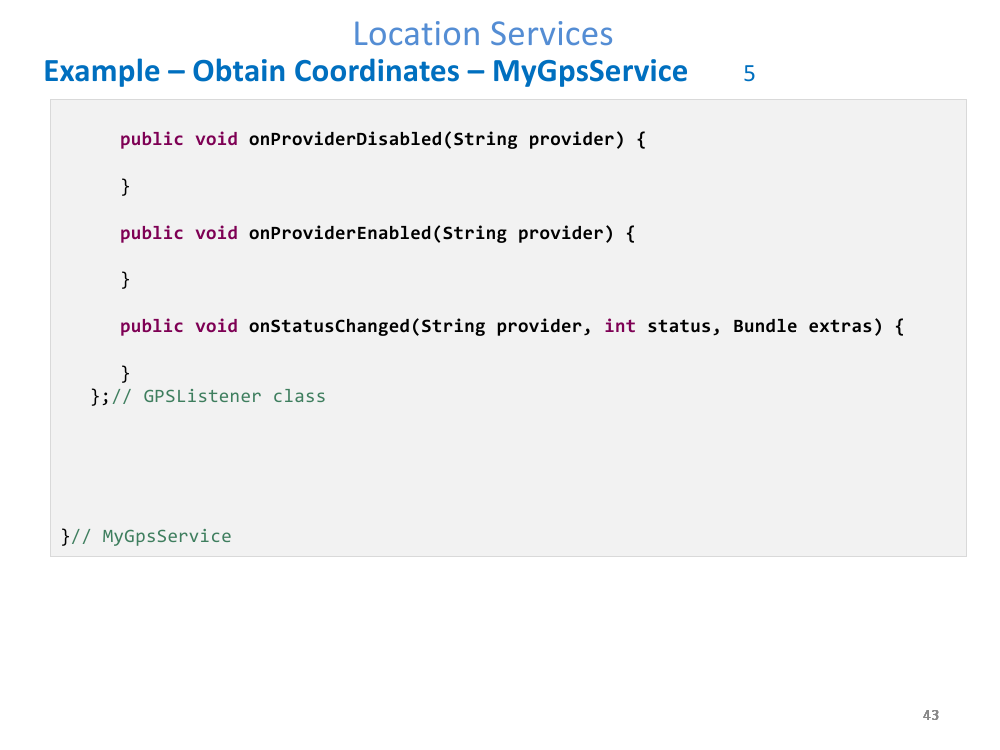 Location Services
Example – Obtain Coordinates – MyGpsService 5
public void onProviderDisabled(String provider) {
}
public void onProviderEnabled(String provider) {
}
public void onStatusChanged(String provider, int status, Bundle extras) {
}
};// GPSListener class
}// MyGpsService
43